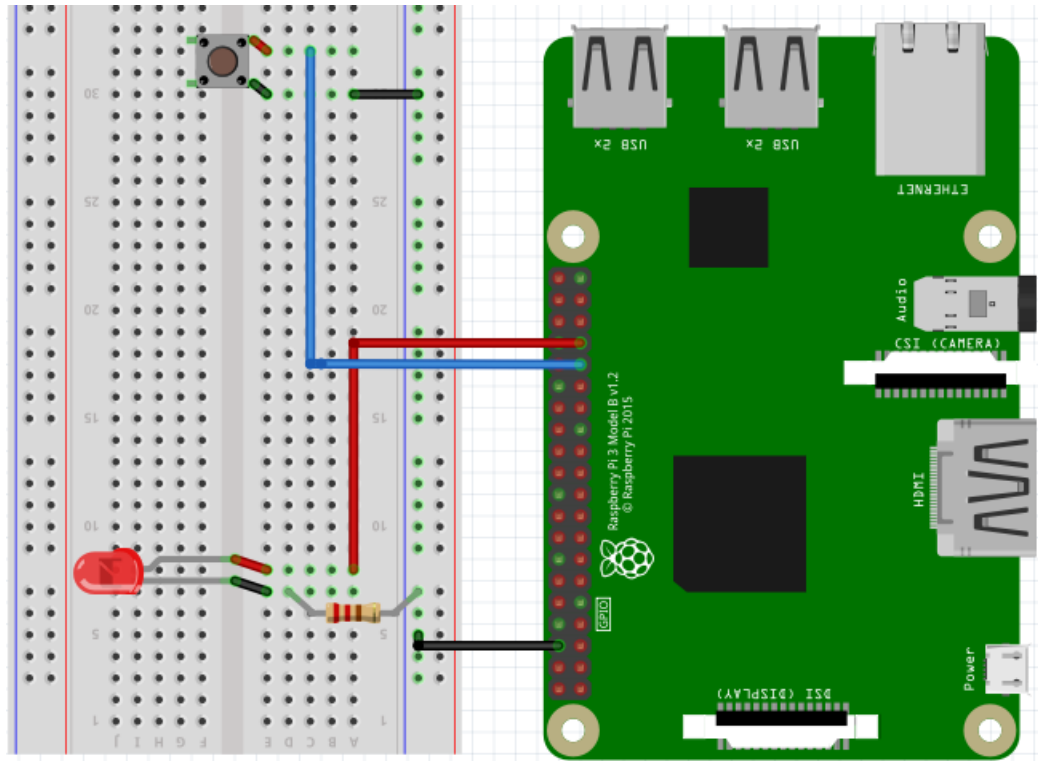 USB 2x
USB 2x
ETHERNET
Audio
CSI (CAMERA)
Raspberry Pi 3 Model B v1.2
© Raspberry Pi 2015
HDMI
GPIO
Power
DSI (DISPLAY)
30
25
25
20
20
15
15
10
10
5
5
1
1
J I H G F E D C B A